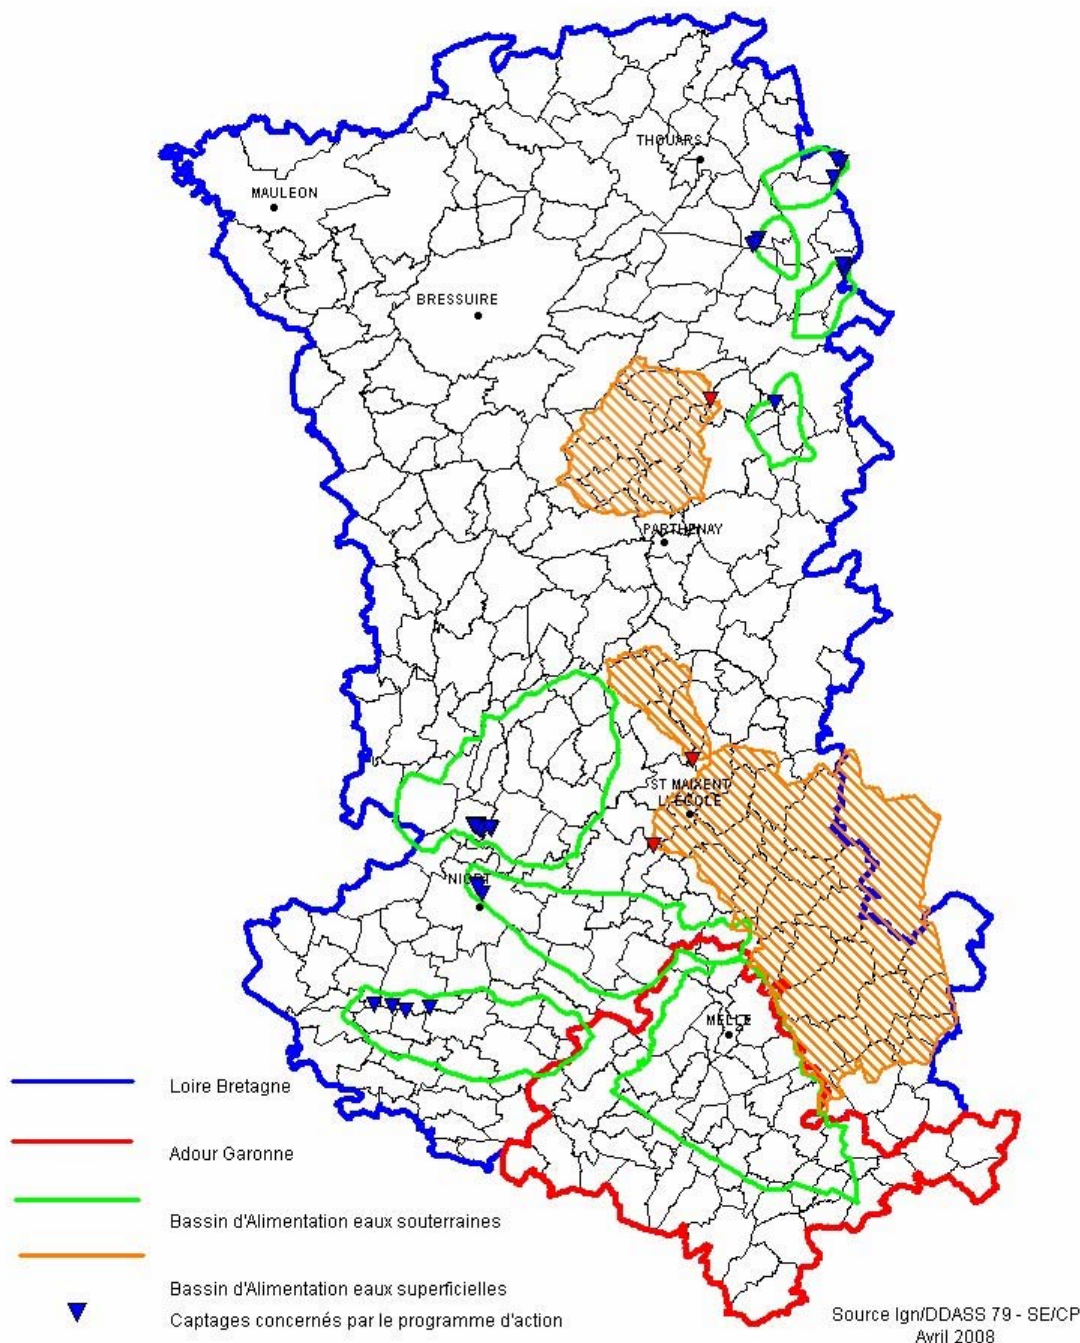 THOUARS
MAULEON
BRESSUIRE
PARTHENAY
ST MAIXENT
L'ECOLE
NIORT
MELLE
Loire Bretagne
Adour Garonne
Bassin d'Alimentation eaux souterraines
Bassin d'Alimentation eaux superficielles
Captages concernés par le programme d'action
Source Ign/DDASS 79 - SE/CP
Avril 2008